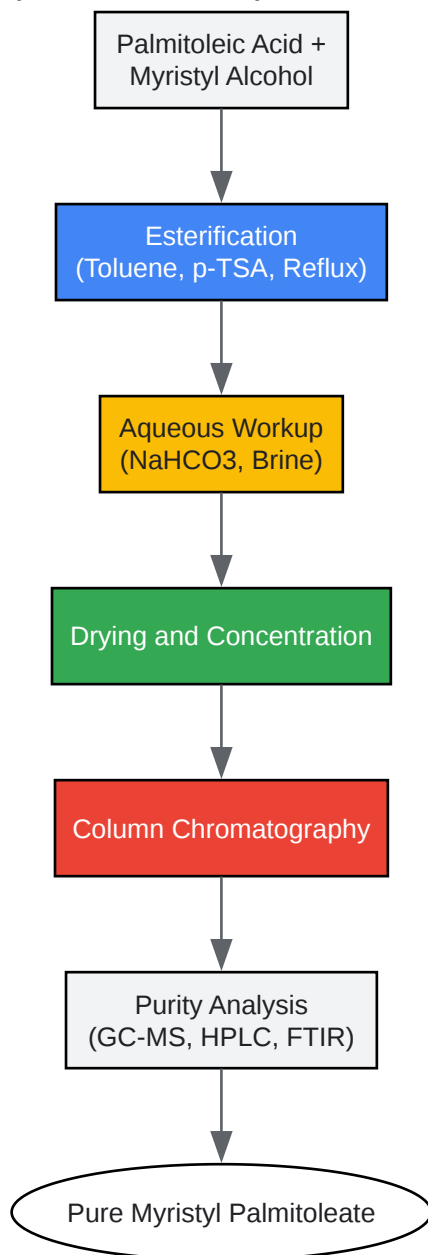 Palmitoleic Acid +
Myristyl Alcohol
Esterification
(Toluene, p-TSA, Reflux)
Aqueous Workup
(NaHCO3, Brine)
Drying and Concentration
Column Chromatography
Purity Analysis
(GC-MS, HPLC, FTIR)
Pure Myristyl Palmitoleate